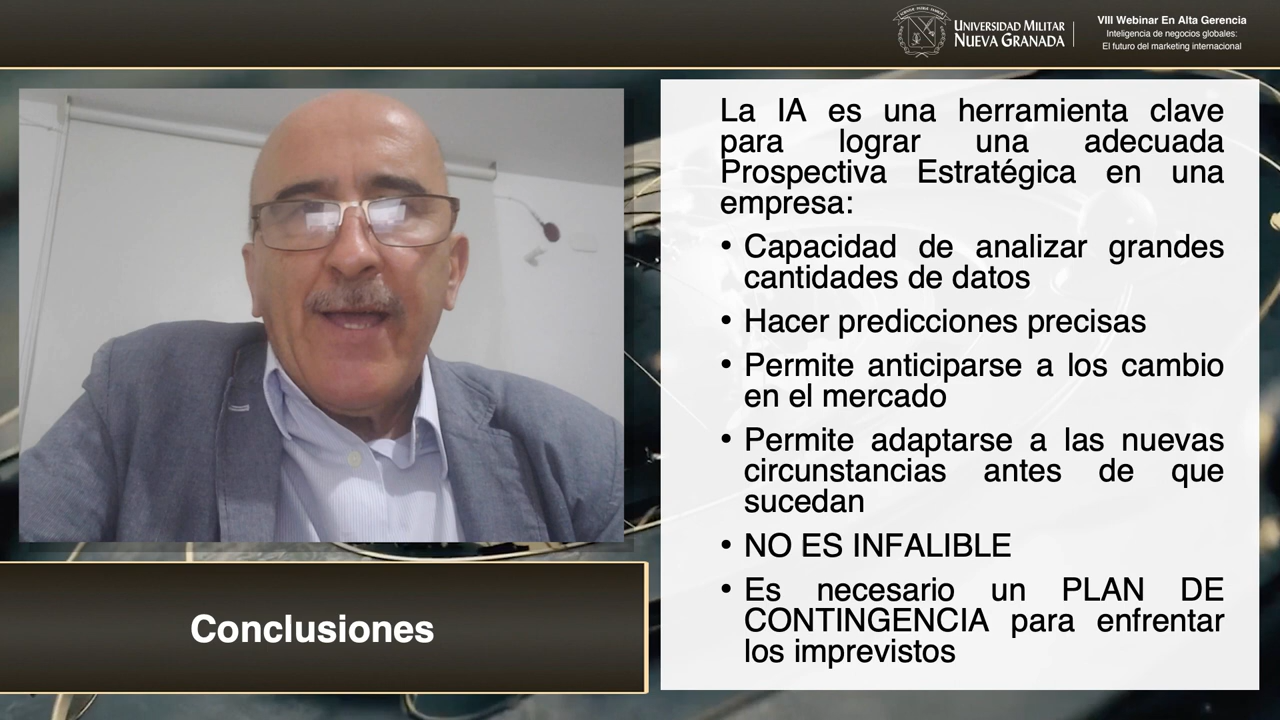 UNIVERSIDAD MILITAR
NUEVA GRANADA
VIII Webinar En Alta Gerencia
Inteligencia de negocios globales:
El futuro del marketing internacional
La IA es una herramienta clave
para lograr una adecuada
Prospectiva Estratégica en una
empresa:
• Capacidad de analizar grandes
cantidades de datos
• Hacer predicciones precisas
• Permite anticiparse a los cambio
en el mercado
• Permite adaptarse a las nuevas
circunstancias antes de que
sucedan
• NO ES INFALIBLE
• Es necesario un PLAN DE
CONTINGENCIA para enfrentar
los imprevistos
Conclusiones